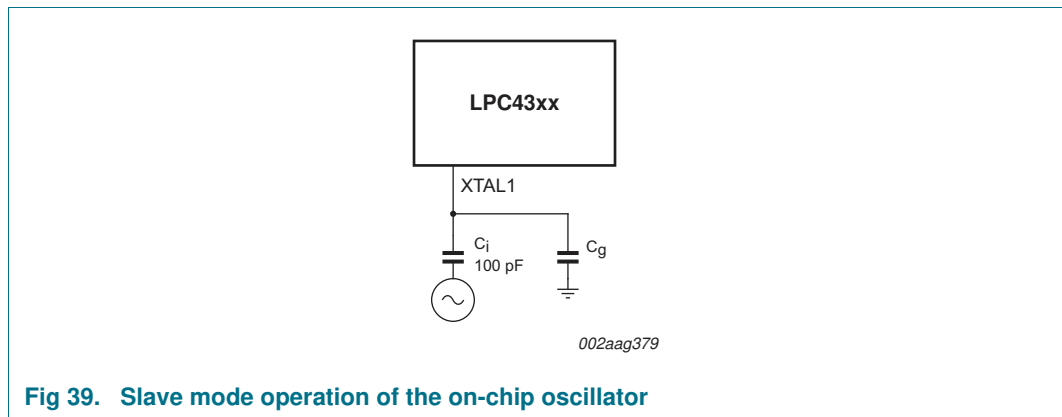 LPC43xx
XTAL1
Ci
100 pF
Cg
002aag379
Fig 39. Slave mode operation of the on-chip oscillator